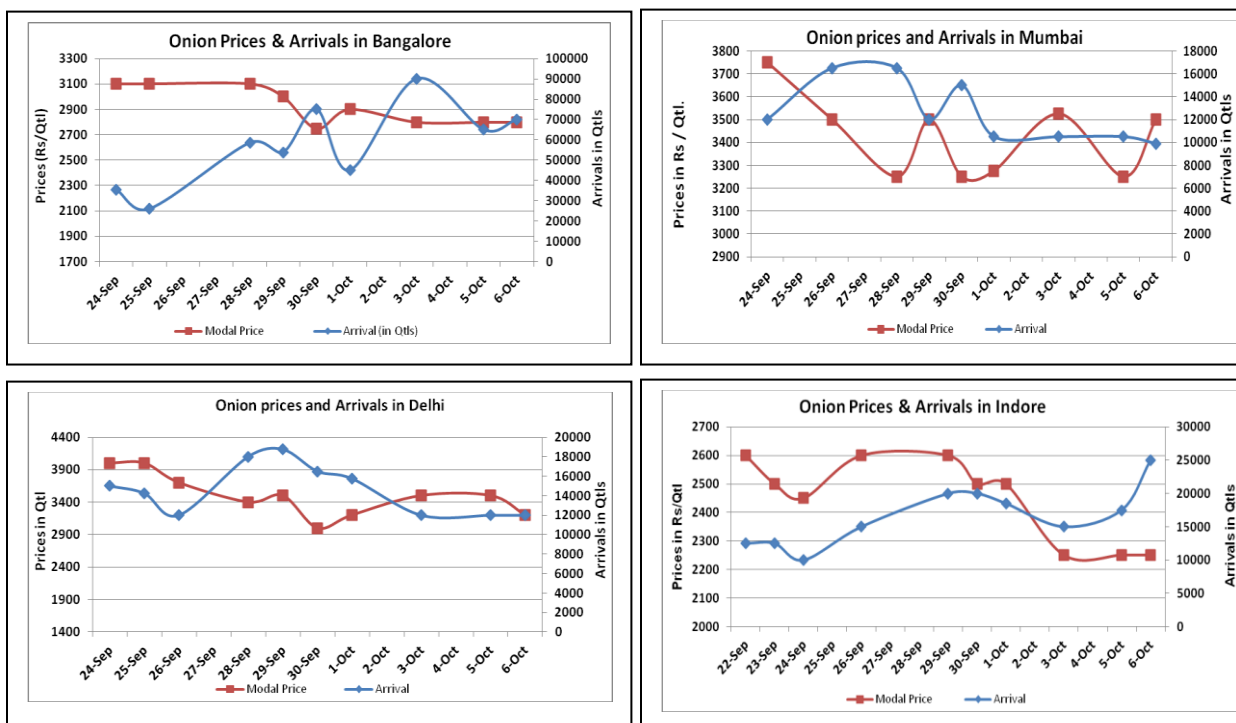 Onion Prices & Arrivals in Bangalore
Prices (Rs/Qtl)
3300
3100
2900
2700
2500
2300
2100
1900
1700
100000
90000
80000
70000
60000
50000
40000
30000
20000
10000
0
Arrivals in Qtls
24-Sep
25-Sep
26-Sep
27-Sep
28-Sep
29-Sep
30-Sep
1-Oct
2-Oct
3-Oct
4-Oct
5-Oct
6-Oct
Modal Price
Arrival (in Qtls)
Onion prices and Arrivals in Mumbai
Prices in Rs / Qtl.
3800
3700
3600
3500
3400
3300
3200
3100
3000
2900
18000
16000
14000
12000
10000
8000
6000
4000
2000
0
Arrivals in Qtls
24-Sep
25-Sep
26-Sep
27-Sep
28-Sep
29-Sep
30-Sep
1-Oct
2-Oct
3-Oct
4-Oct
5-Oct
6-Oct
Modal Price
Arrival
Onion prices and Arrivals in Delhi
Prices in Qtl
4400
3900
3400
2900
2400
1900
1400
20000
18000
16000
14000
12000
10000
8000
6000
4000
2000
0
Arrivals in Qtls
24-Sep
25-Sep
26-Sep
27-Sep
28-Sep
29-Sep
30-Sep
1-Oct
2-Oct
3-Oct
4-Oct
5-Oct
6-Oct
Modal Price
Arrival
Onion Prices & Arrivals in Indore
Prices in Rs/Qtl
2700
2600
2500
2400
2300
2200
2100
2000
30000
25000
20000
15000
10000
5000
0
Arrivals in Qtls
22-Sep
23-Sep
24-Sep
25-Sep
26-Sep
27-Sep
28-Sep
29-Sep
30-Sep
1-Oct
2-Oct
3-Oct
4-Oct
5-Oct
6-Oct
Modal Price
Arrival